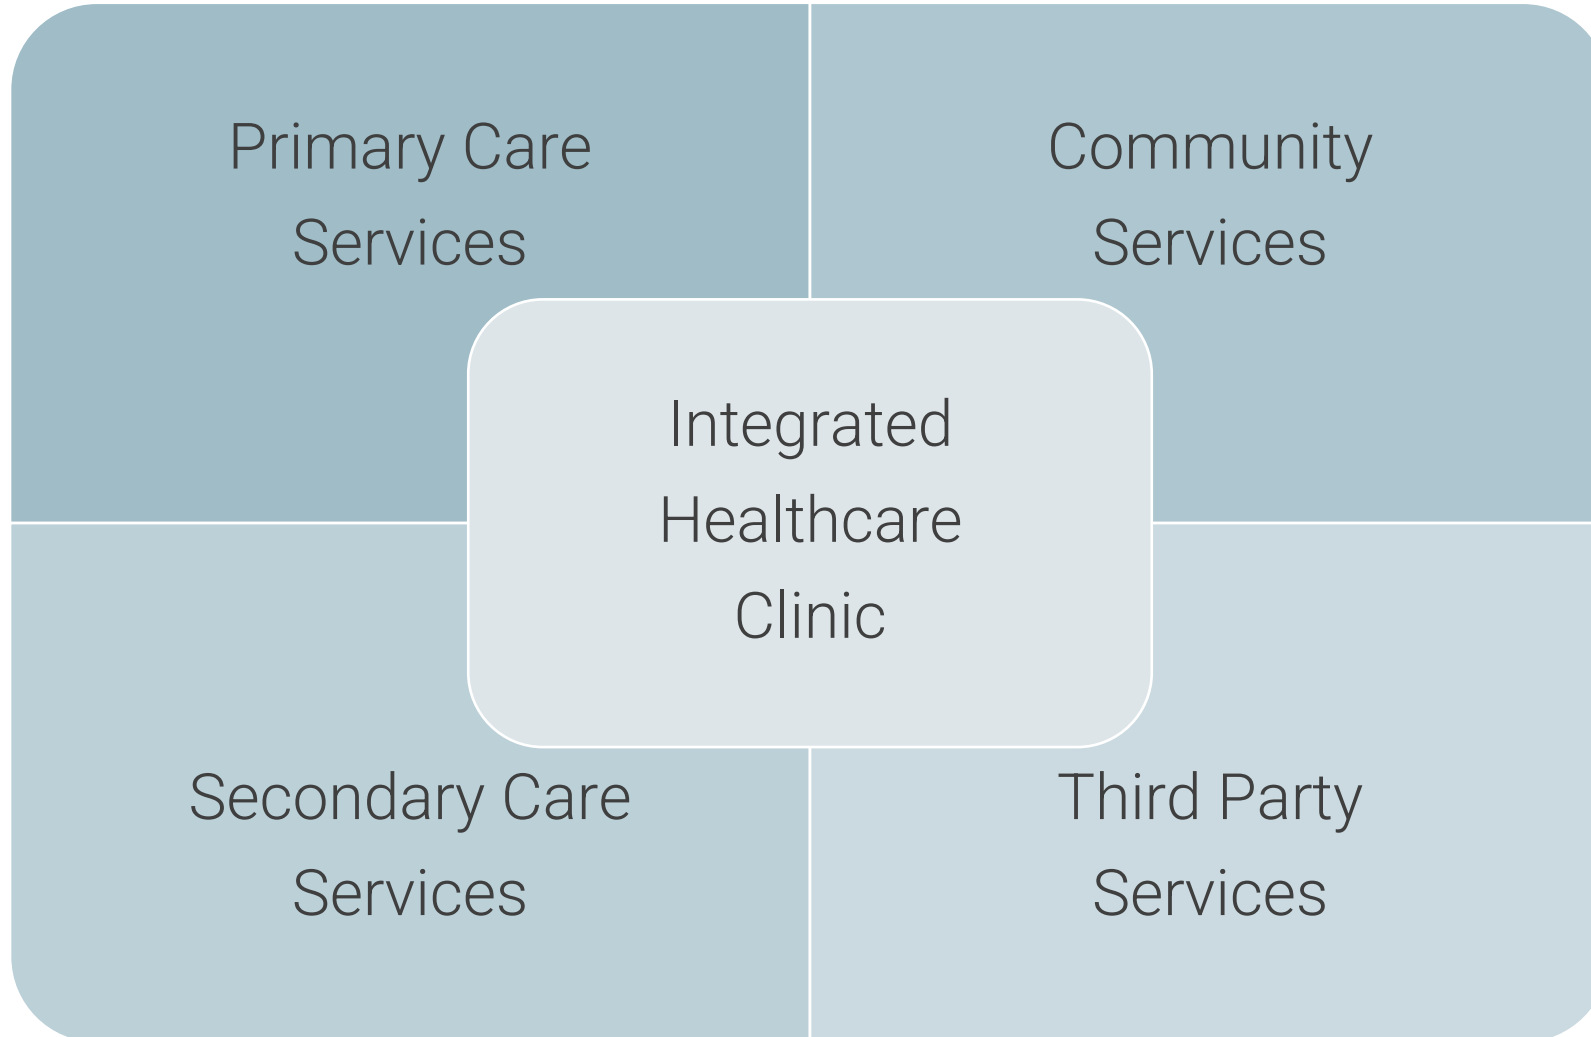 Primary Care
Services
Community
Services
Integrated
Healthcare
Clinic
Secondary Care
Services
Third Party
Services